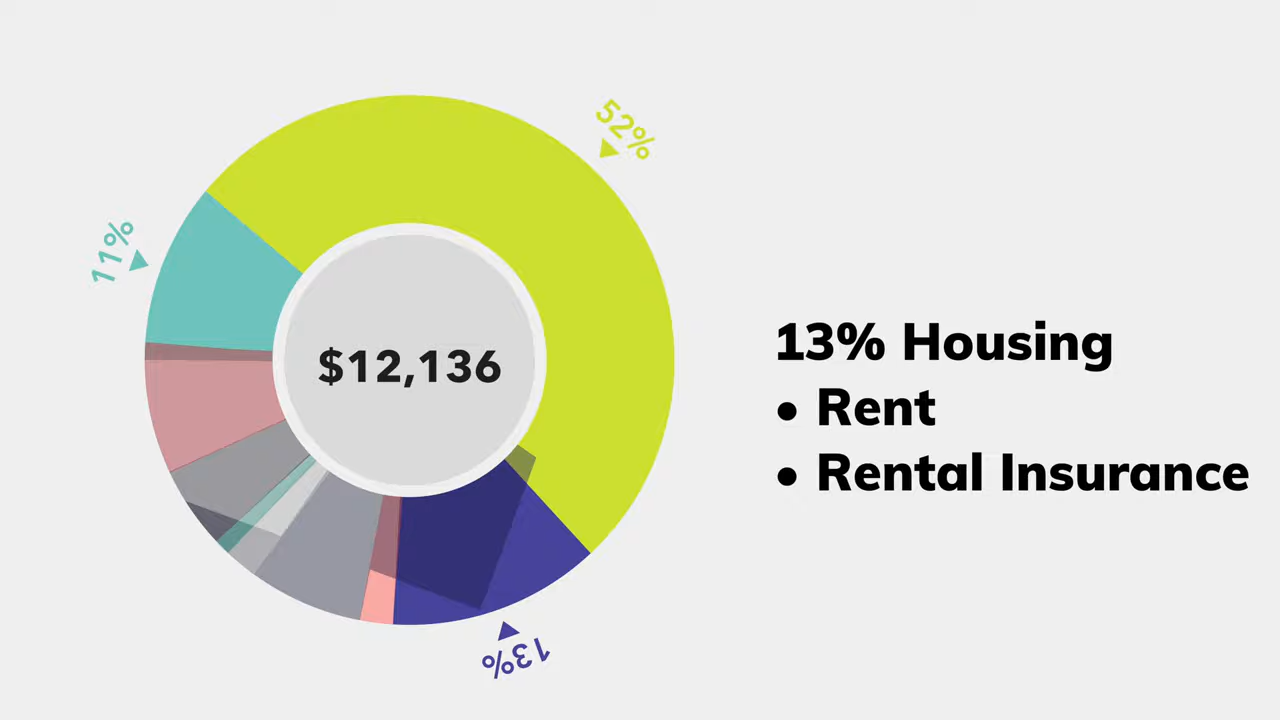 52%
11%
$12,136
13%
13% Housing
• Rent
• Rental Insurance